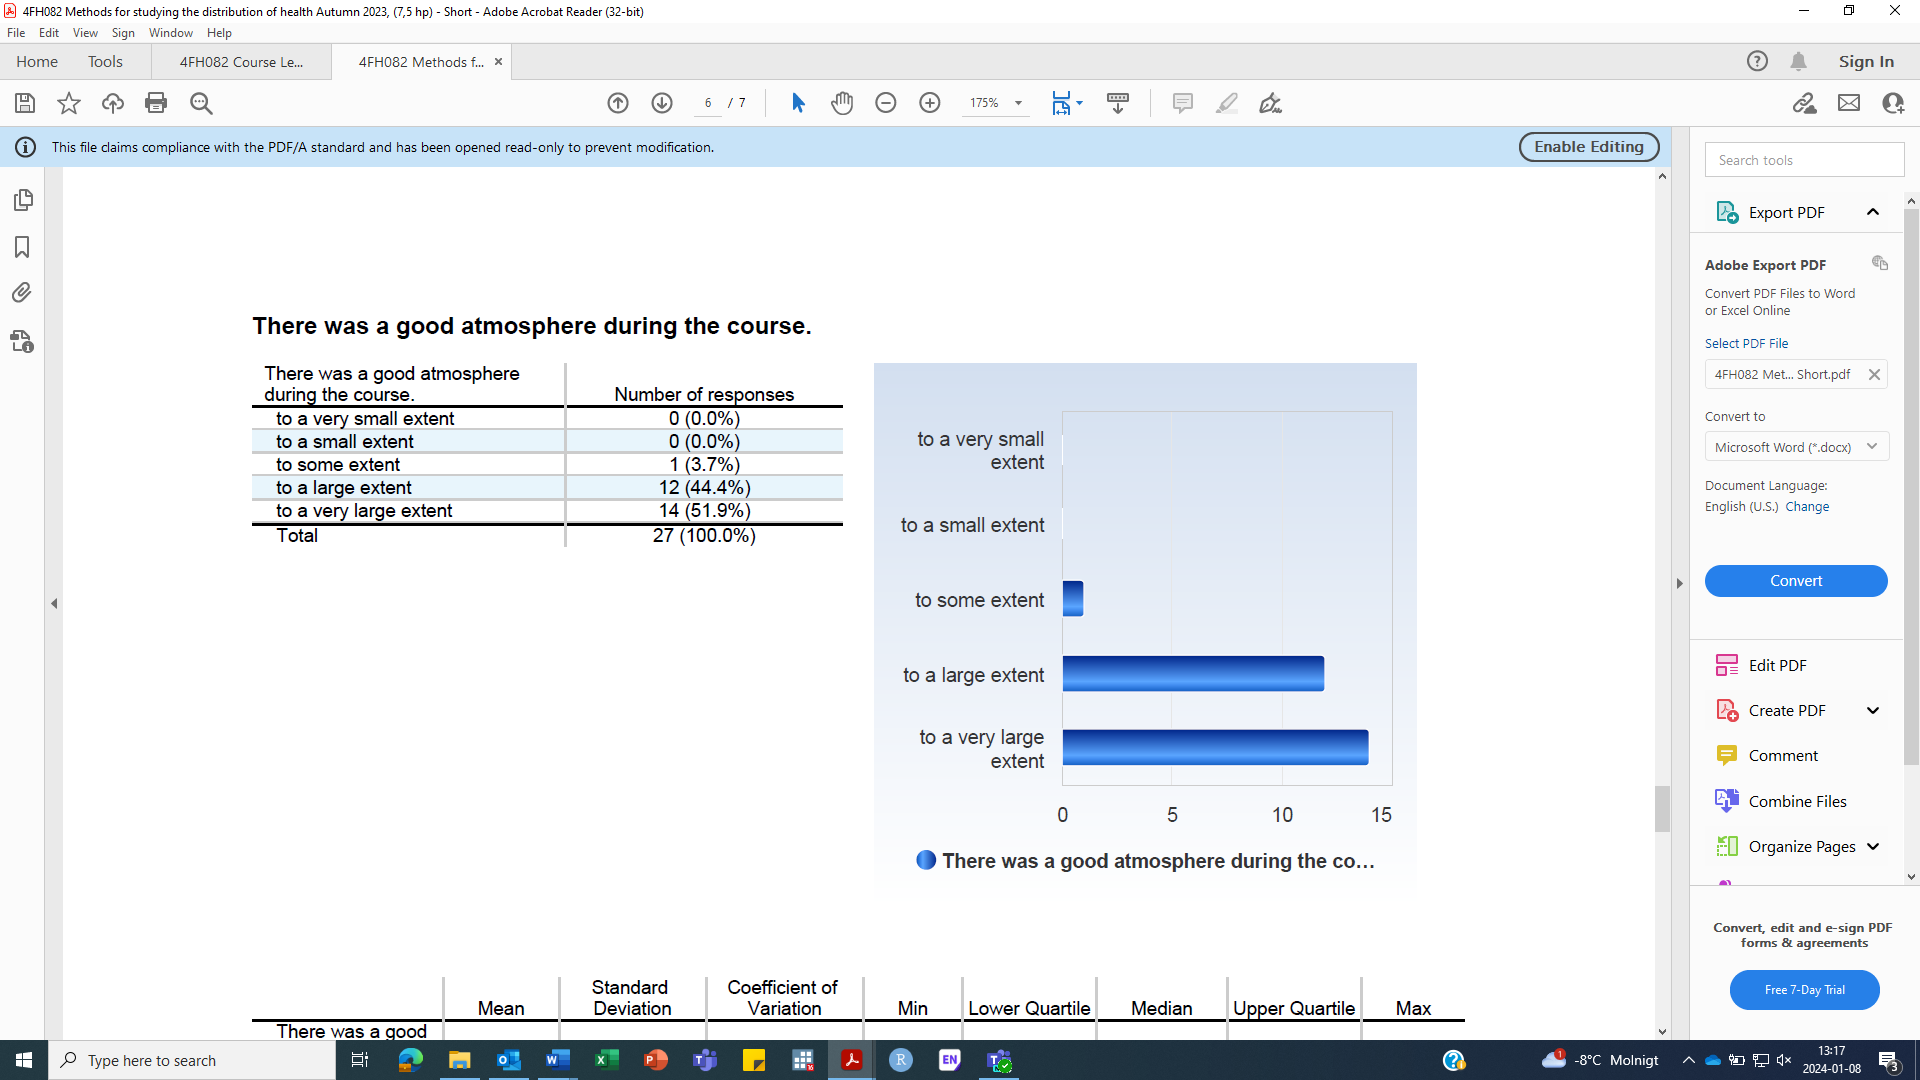 4FH082 Methods for studying the distribution of health Autumn 2023, (7,5 hp) - Short - Adobe Acrobat Reader (32-bit)
File Edit View Sign Window Help
Home Tools 4FH082 Course Le... 4FH082 Methods f... ×
Sign In
6 / 7
175%
This file claims compliance with the PDF/A standard and has been opened read-only to prevent modification.
Enable Editing
There was a good atmosphere during the course.
There was a good atmosphere
during the course. Number of responses
to a very small extent 0 (0.0%)
to a small extent 0 (0.0%)
to some extent 1 (3.7%)
to a large extent 12 (44.4%)
to a very large extent 14 (51.9%)
Total 27 (100.0%)
to a very small
extent
to a small extent
to some extent
to a large extent
to a very large
extent
0 5 10 15
There was a good atmosphere during the co...
Mean Standard Deviation Coefficient of Variation Min Lower Quartile Median Upper Quartile Max
There was a good
Search tools
Export PDF
Adobe Export PDF
Convert PDF Files to Word
or Excel Online
Select PDF File
4FH082 Met... Short.pdf
Convert to
Microsoft Word (*.docx)
Document Language:
English (U.S.) Change
Convert
Edit PDF
Create PDF
Comment
Combine Files
Organize Pages
Convert, edit and e-sign PDF
forms & agreements
Free 7-Day Trial
Type here to search
EN
1
-8°C Molnigt
13:17
2024-01-08
3